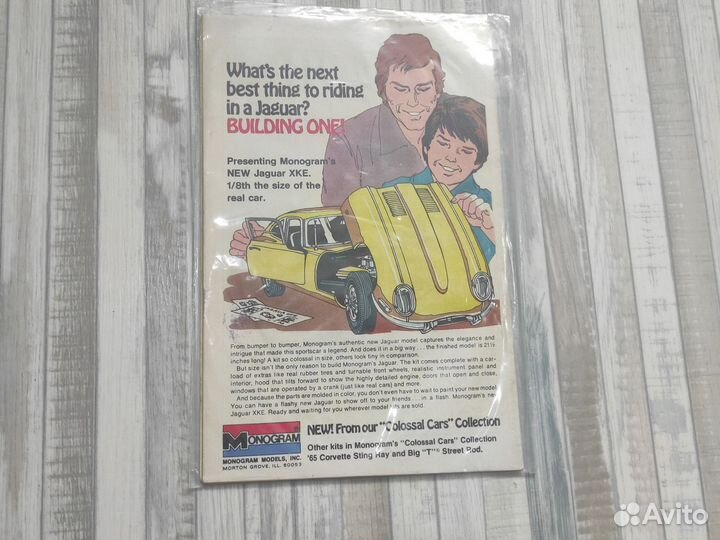 What's the next
best thing to riding
in a Jaguar?
BUILDING ONE!
Presenting Monogram's
NEW Jaguar XKE.
1/8th the size of the
real car.
From bumper to bumper, Monogram's authentic new Jaguar model captures the elegance and
intrigue that made this sportscar a legend. And does it in a big way . . . the finished model is 21½
inches long! A kit so colossal in size, others look tiny in comparison.
But size isn't the only reason to build Monogram's Jaguar. The kit comes complete with a car-
load of extras like real rubber tires and turnable front wheels, realistic instrument panel and
interior, hood that tilts forward to show the highly detailed engine, doors that open and close,
windows that are operated by a crank (just like real cars) and more.
And because the parts are molded in color, you don't even have to wait to paint your new model.
You can have a flashy new Jaguar to show off to your friends . . . in a flash. Monogram's new
Jaguar XKE. Ready and waiting for you wherever model kits are sold.
MONOGRAM
MONOGRAM MODELS, INC.
MORTON GROVE, ILL. 60053
NEW! From our "Colossal Cars" Collection
Other kits in Monogram's "Colossal Cars" Collection
'65 Corvette Sting Ray and Big "T"® Street Rod.
Avito